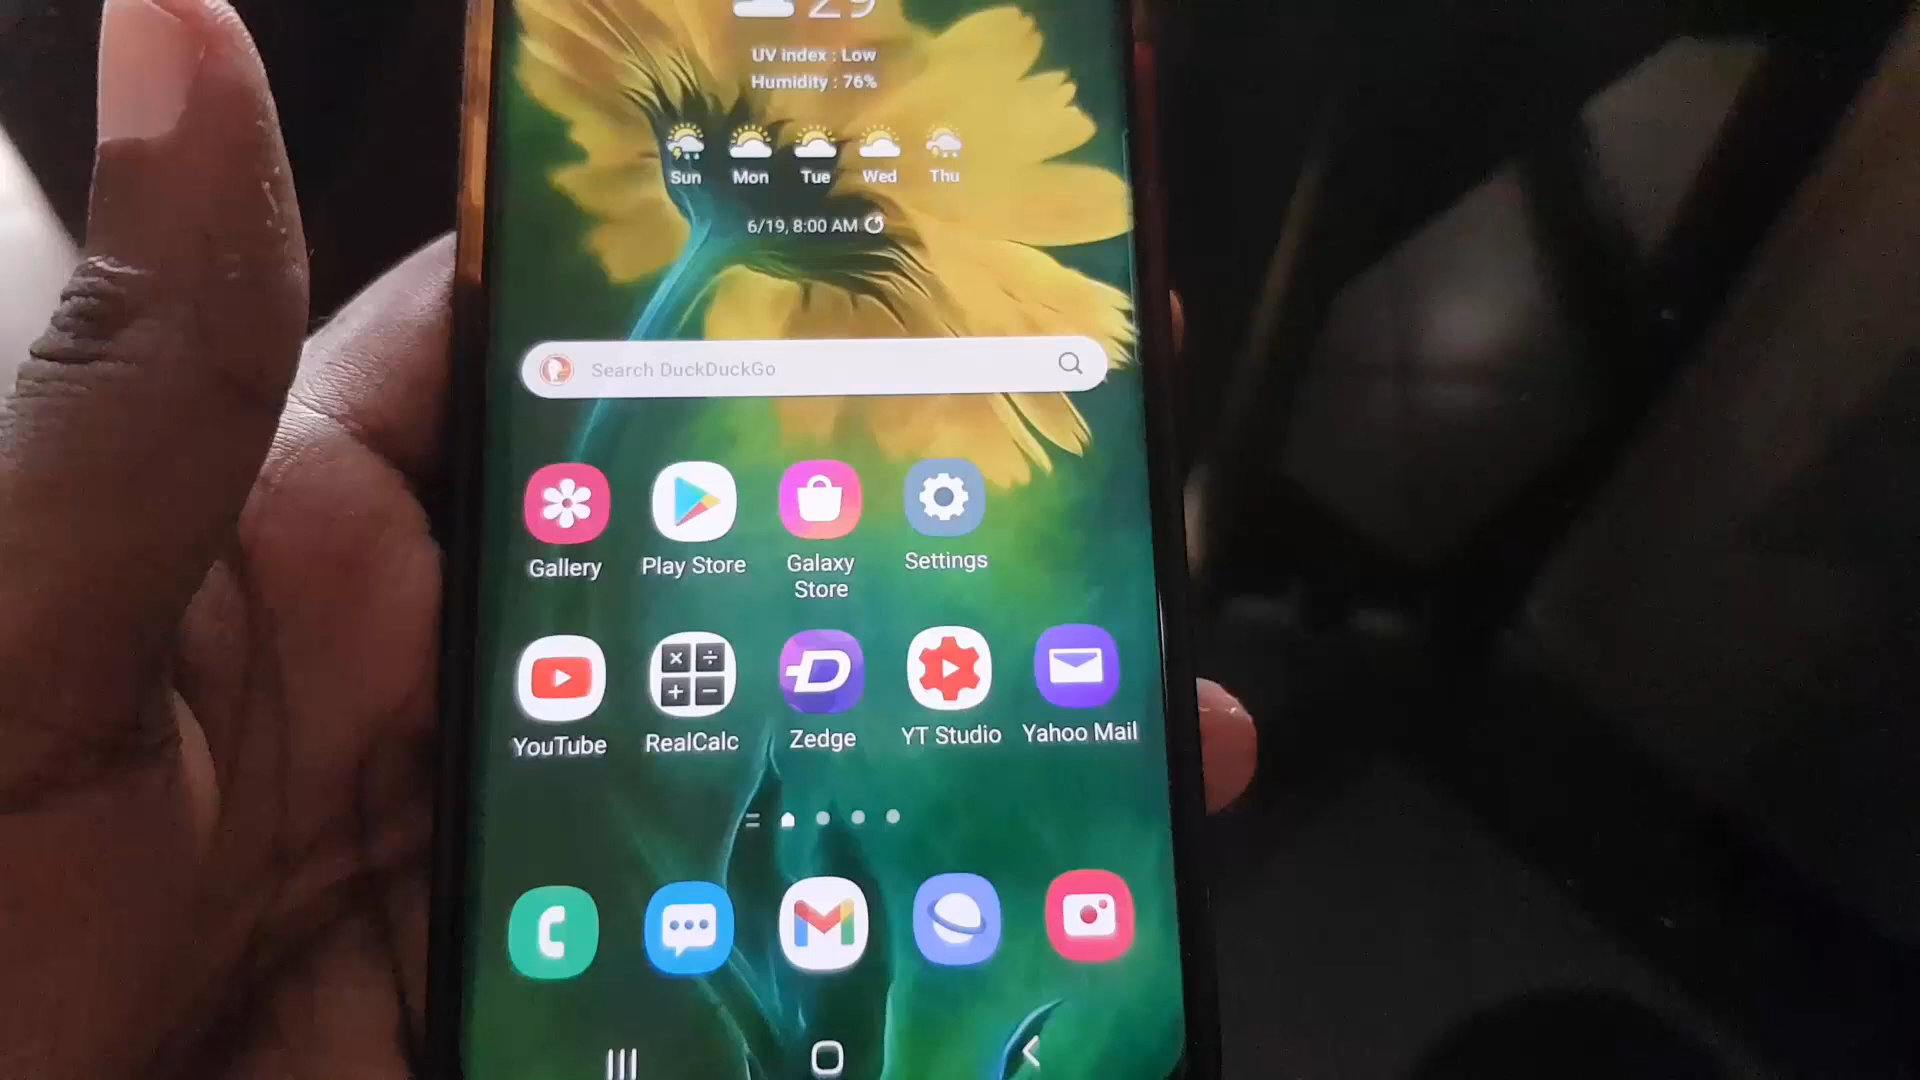 29
UV index : Low
Humidity : 76%
Sun Mon Tue Wed Thu
6/19, 8:00 AM
Search DuckDuckGo
Gallery Play Store Galaxy Store Settings
YouTube RealCalc Zedge YT Studio Yahoo Mail